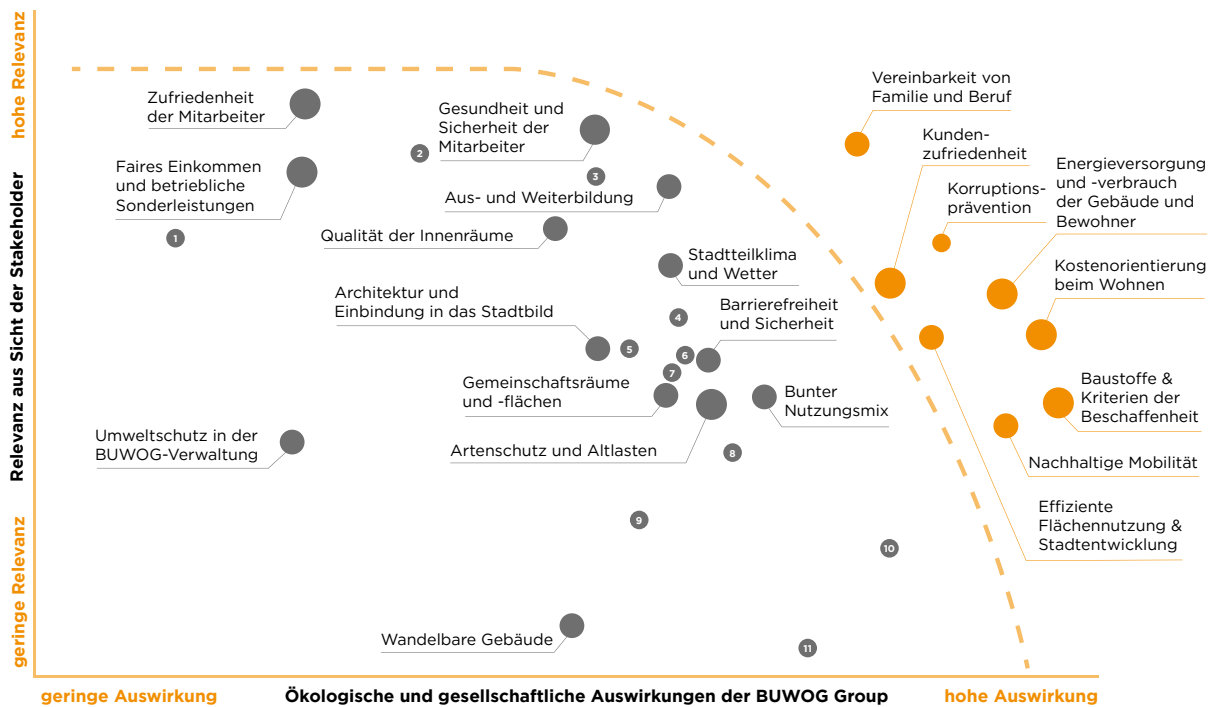 hohe Relevanz
Relevanz aus Sicht der Stakeholder
geringe Relevanz
Zufriedenheit
der Mitarbeiter
Faires Einkommen
und betriebliche
Sonderleistungen
1
2
Gesundheit und
Sicherheit der
Mitarbeiter
3
Aus- und Weiterbildung
Qualität der Innenräume
Stadtteilklima
und Wetter
Architektur und
Einbindung in das Stadtbild
4
Barrierefreiheit
und Sicherheit
5
6
7
Gemeinschaftsräume
und -flächen
Bunter
Nutzungsmix
Artenschutz und Altlasten
8
Umweltschutz in der
BUWOG-Verwaltung
9
10
Wandelbare Gebäude
11
Vereinbarkeit von
Familie und Beruf
Kunden-
zufriedenheit
Korruptions-
prävention
Energieversorgung
und -verbrauch
der Gebäude und
Bewohner
Kostenorientierung
beim Wohnen
Baustoffe &
Kriterien der
Beschaffenheit
Nachhaltige Mobilität
Effiziente
Flächennutzung &
Stadtentwicklung
geringe Auswirkung
Ökologische und gesellschaftliche Auswirkungen der BUWOG Group
hohe Auswirkung